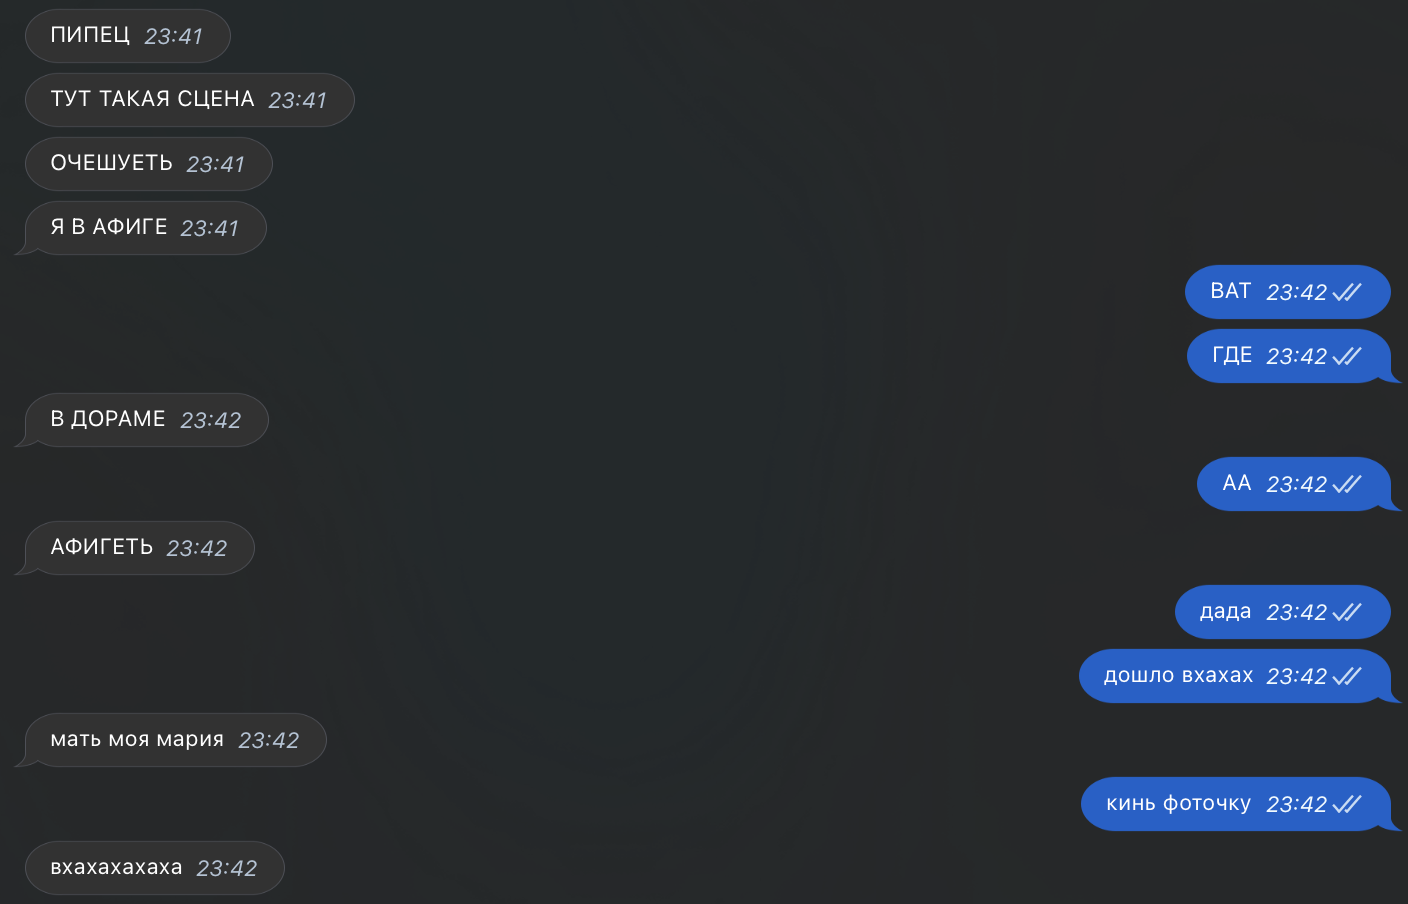 ПИПЕЦ 23:41
ТУТ ТАКАЯ СЦЕНА 23:41
ОЧЕШУЕТЬ 23:41
Я В АФИГЕ 23:41
ВАТ 23:42
ГДЕ 23:42
В ДОРАМЕ 23:42
АА 23:42
АФИГЕТЬ 23:42
дада 23:42
дошло вхахах 23:42
мать моя мария 23:42
кинь фоточку 23:42
вхахахахаха 23:42